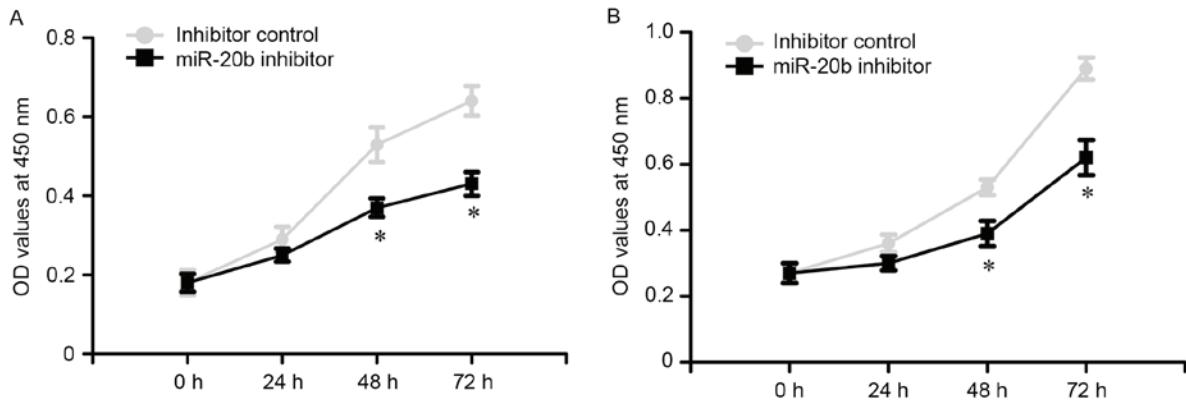 A
Inhibitor control
miR-20b inhibitor
OD values at 450 nm
0.8
0.6
0.4
0.2
0
*
*
0 h
24 h
48 h
72 h
B
Inhibitor control
miR-20b inhibitor
OD values at 450 nm
1.0
0.8
0.6
0.4
0.2
0
*
*
0 h
24 h
48 h
72 h